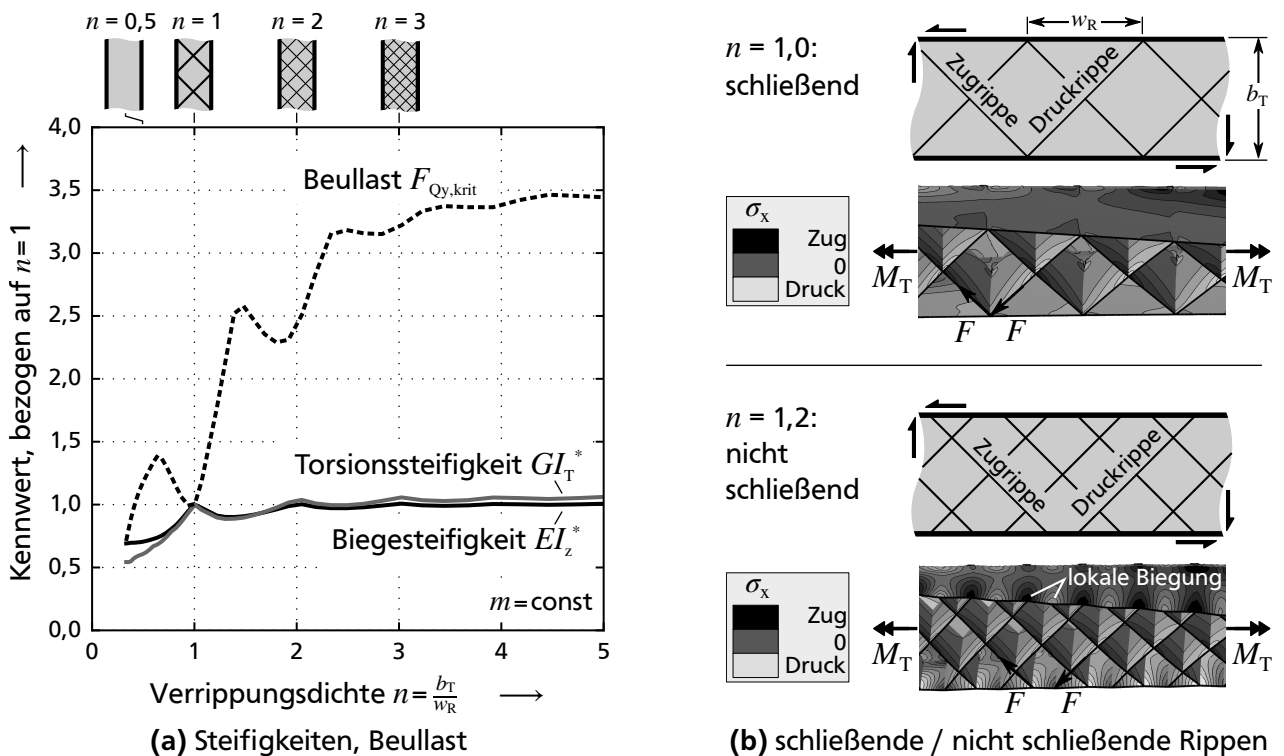 n = 0,5 n = 1 n = 2 n = 3
4,0
3,5
3,0
2,5
2,0
1,5
1,0
0,5
0,0
Kennwert, bezogen auf n = 1
Beullast F_Qy,krit
Torsionssteifigkeit GI_T*
Biegesteifigkeit EI_z*
m = const
0 1 2 3 4 5
Verrippungsdichte n = b_T/w_R
(a) Steifigkeiten, Beullast
n = 1,0:
schließend
w_R
b_T
Zugrippe
Druckrippe
σ_x
Zug
0
Druck
M_T
M_T
F F
n = 1,2:
nicht
schließend
Zugrippe
Druckrippe
σ_x
Zug
0
Druck
lokale Biegung
M_T
M_T
F F
(b) schließende / nicht schließende Rippen